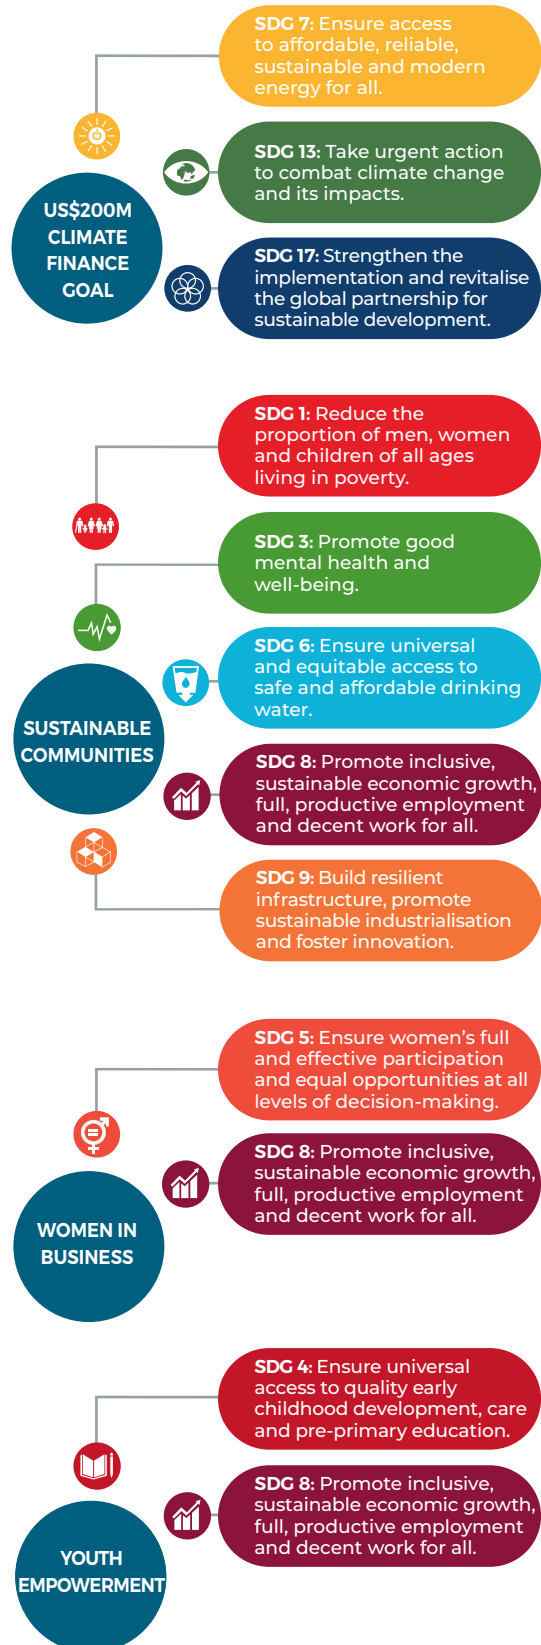 SDG 7: Ensure access
to affordable, reliable,
sustainable and modern
energy for all.
SDG 13: Take urgent action
to combat climate change
and its impacts.
US$200M
CLIMATE
FINANCE
GOAL
SDG 17: Strengthen the
implementation and revitalise
the global partnership for
sustainable development.
SDG 1: Reduce the
proportion of men, women
and children of all ages
living in poverty.
SDG 3: Promote good
mental health and
well-being.
SDG 6: Ensure universal
and equitable access to
safe and affordable drinking
water.
SUSTAINABLE
COMMUNITIES
SDG 8: Promote inclusive,
sustainable economic growth,
full, productive employment
and decent work for all.
SDG 9: Build resilient
infrastructure, promote
sustainable industrialisation
and foster innovation.
SDG 5: Ensure women’s full
and effective participation
and equal opportunities at all
levels of decision-making.
SDG 8: Promote inclusive,
sustainable economic growth,
full, productive employment
and decent work for all.
WOMEN IN
BUSINESS
SDG 4: Ensure universal
access to quality early
childhood development, care
and pre-primary education.
SDG 8: Promote inclusive,
sustainable economic growth,
full, productive employment
and decent work for all.
YOUTH
EMPOWERMENT